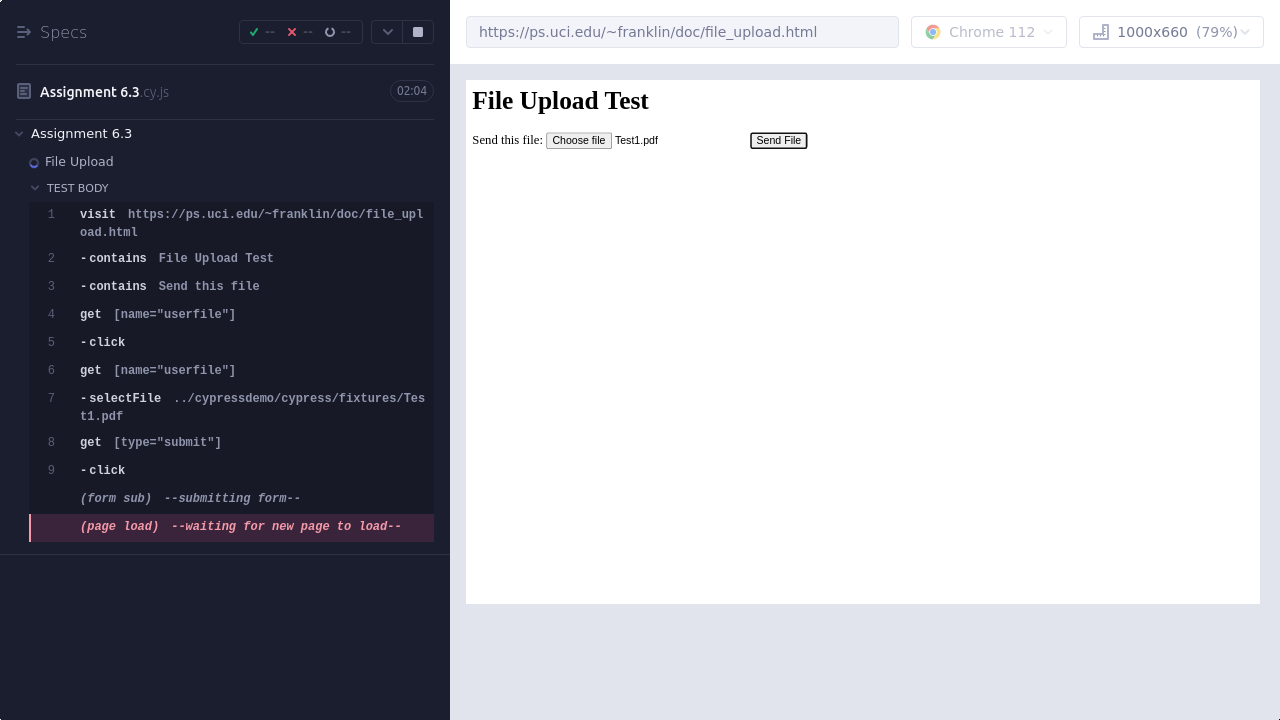 Specs
-- -- --
Assignment 6.3.cy.js 02:04
Assignment 6.3
File Upload
TEST BODY
1 visit https://ps.uci.edu/~franklin/doc/file_upl
oad.html
2 -contains File Upload Test
3 -contains Send this file
4 get [name="userfile"]
5 -click
6 get [name="userfile"]
7 -selectFile ../cypressdemo/cypress/fixtures/Tes
t1.pdf
8 get [type="submit"]
9 -click
(form sub) --submitting form--
(page load) --waiting for new page to load--
https://ps.uci.edu/~franklin/doc/file_upload.html
Chrome 112
1000x660 (79%)
File Upload Test
Send this file: Choose file Test1.pdf Send File